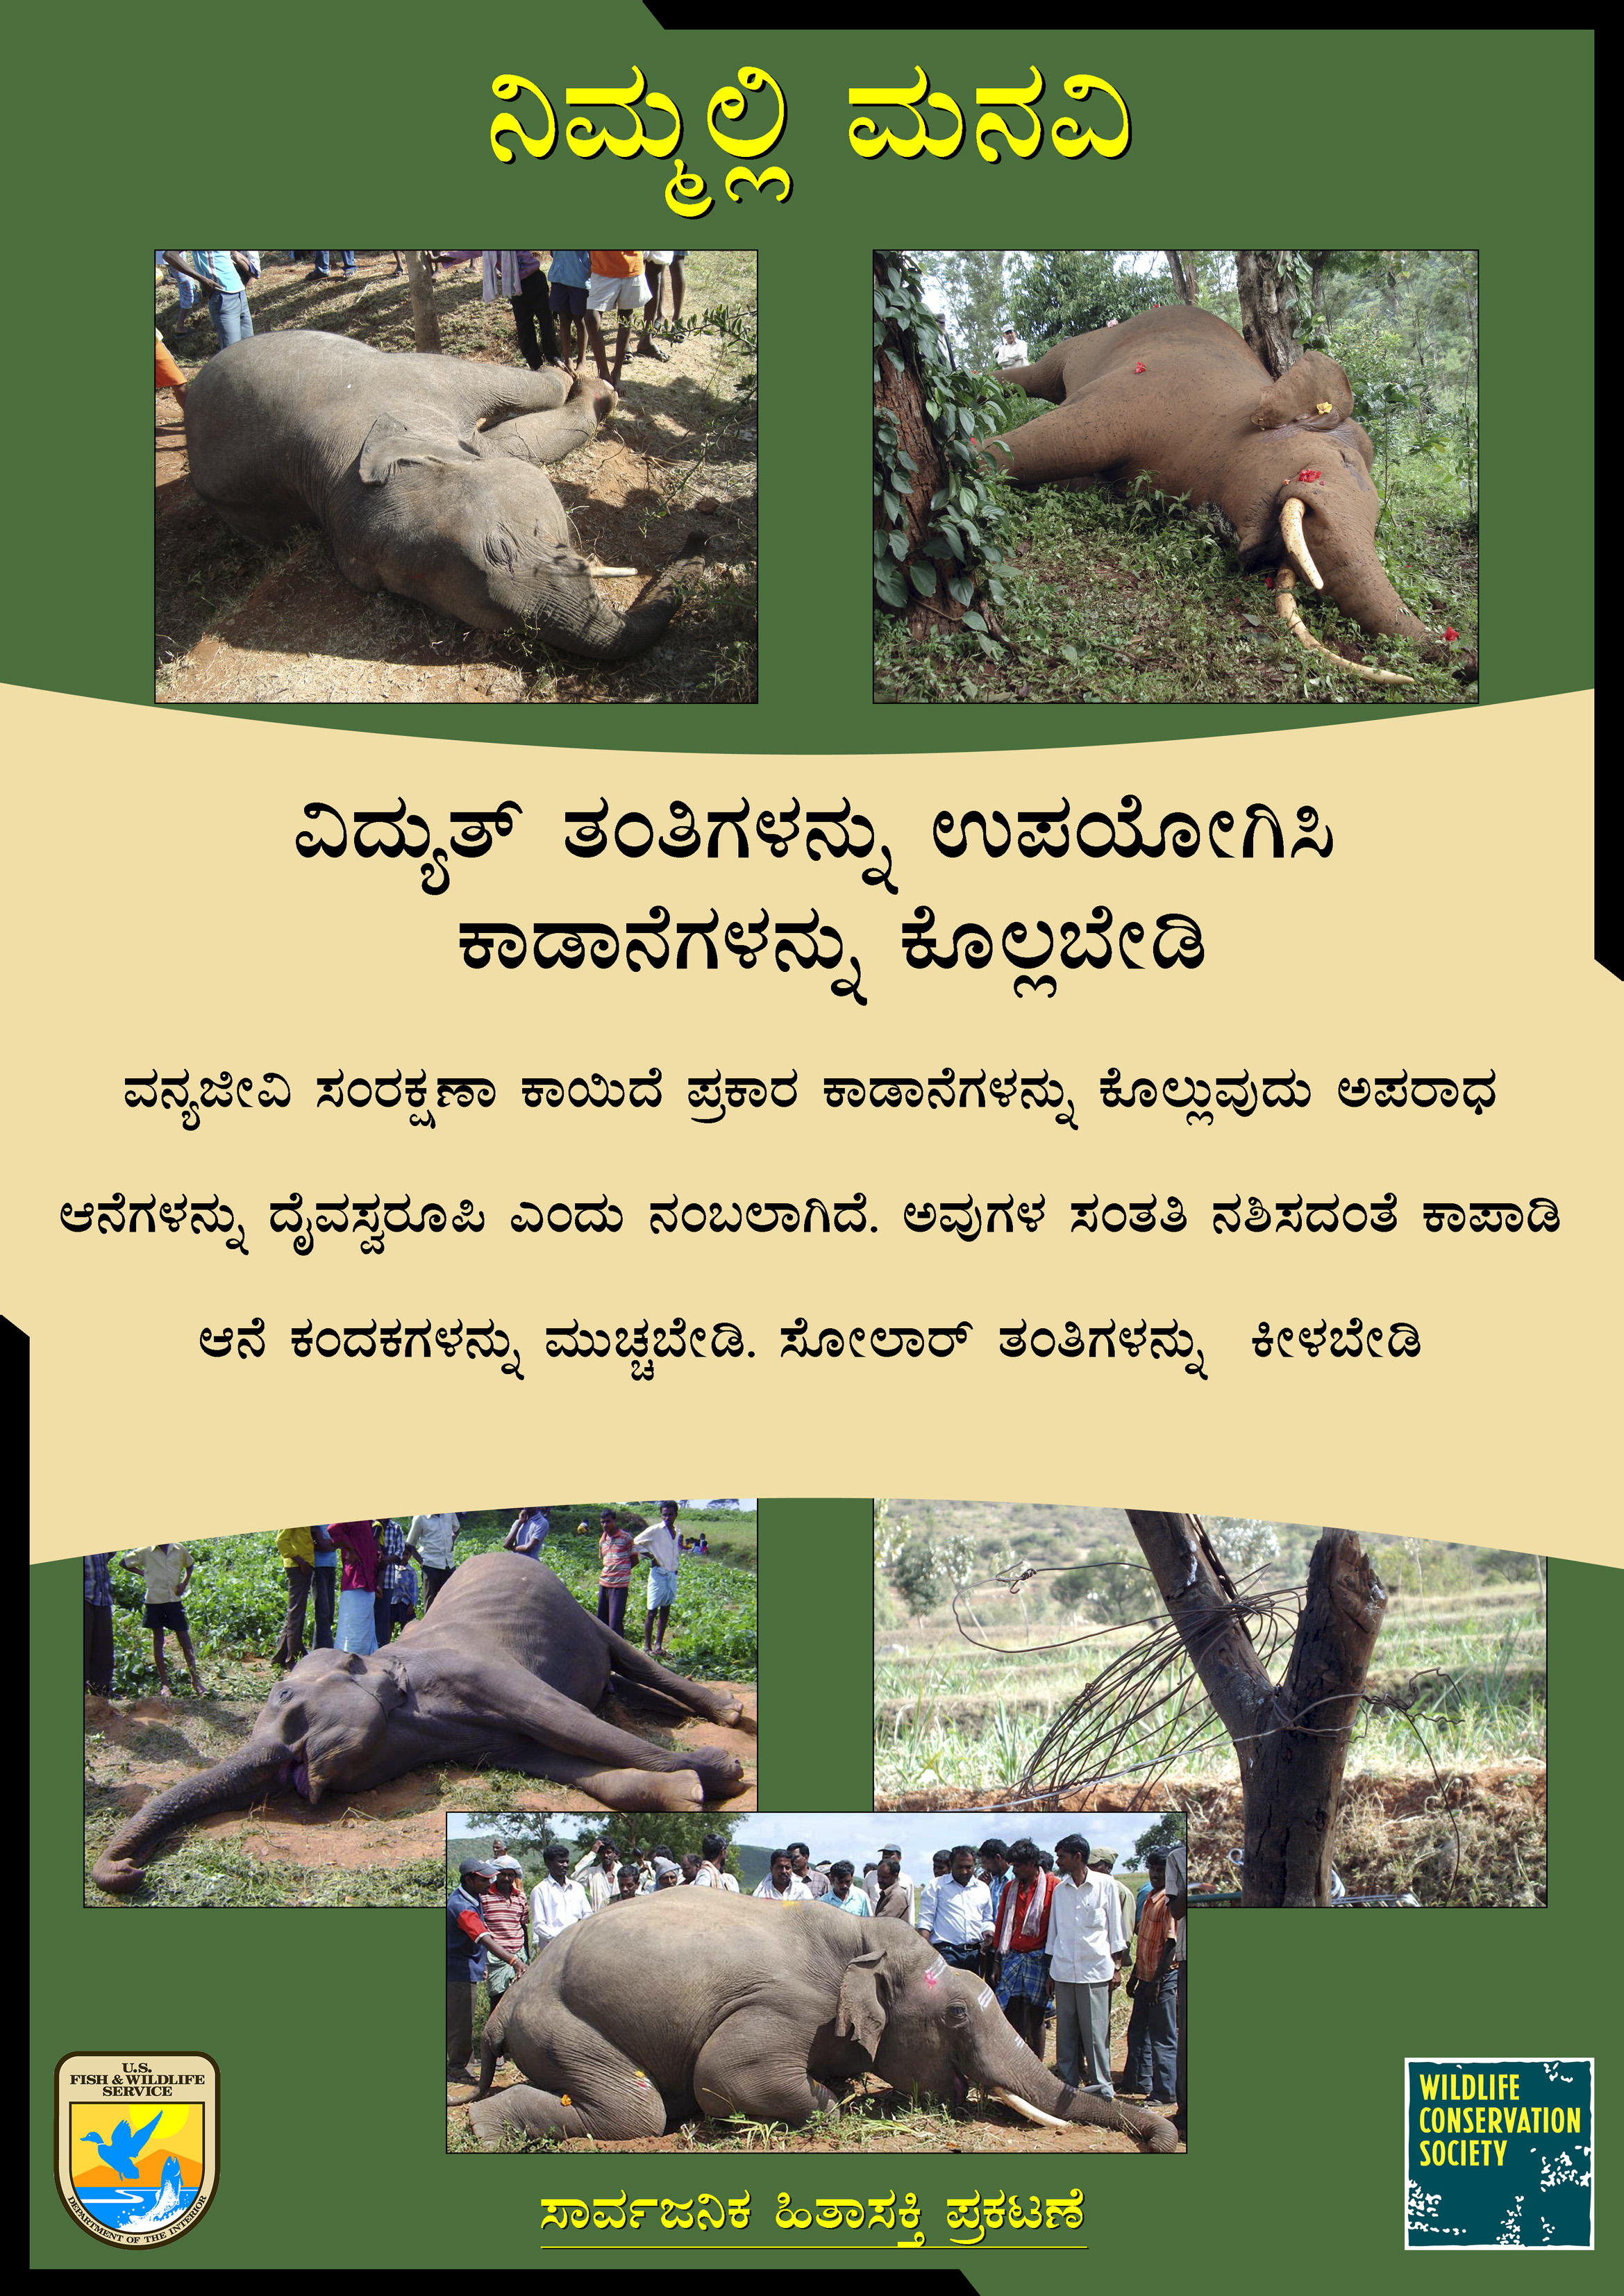 ನಿಮ್ಮಲ್ಲಿ ಮನವಿ
ವಿದ್ಯುತ್ ತಂತಿಗಳನ್ನು ಉಪಯೋಗಿಸಿ
ಕಾಡಾನೆಗಳನ್ನು ಕೊಲ್ಲಬೇಡಿ
ವನ್ಯಜೀವಿ ಸಂರಕ್ಷಣಾ ಕಾಯಿದೆ ಪ್ರಕಾರ ಕಾಡಾನೆಗಳನ್ನು ಕೊಲ್ಲುವುದು ಅಪರಾಧ
ಆನೆಗಳನ್ನು ದೈವಸ್ವರೂಪಿ ಎಂದು ನಂಬಲಾಗಿದೆ. ಅವುಗಳ ಸಂತತಿ ನಶಿಸದಂತೆ ಕಾಪಾಡಿ
ಆನೆ ಕಂದಕಗಳನ್ನು ಮುಚ್ಚಬೇಡಿ. ಸೋಲಾರ್ ತಂತಿಗಳನ್ನು ಕೀಳಬೇಡಿ
U.S.
FISH & WILDLIFE
SERVICE
DEPARTMENT OF THE INTERIOR
WILDLIFE
CONSERVATION
SOCIETY
ಸಾರ್ವಜನಿಕ ಹಿತಾಸಕ್ತಿ ಪ್ರಕಟಣೆ